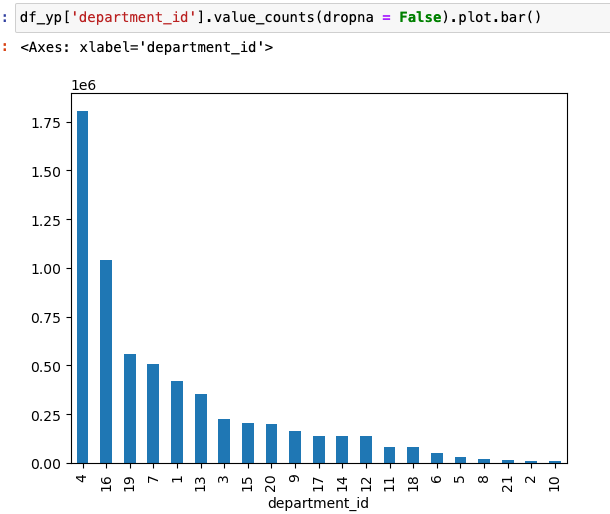 : df_yp['department_id'].value_counts(dropna = False).plot.bar()
: <Axes: xlabel='department_id'>
1e6
1.75
1.50
1.25
1.00
0.75
0.50
0.25
0.00
4 16 19 7 1 13 3 15 20 9 17 14 12 11 18 6 5 8 21 2 10
department_id